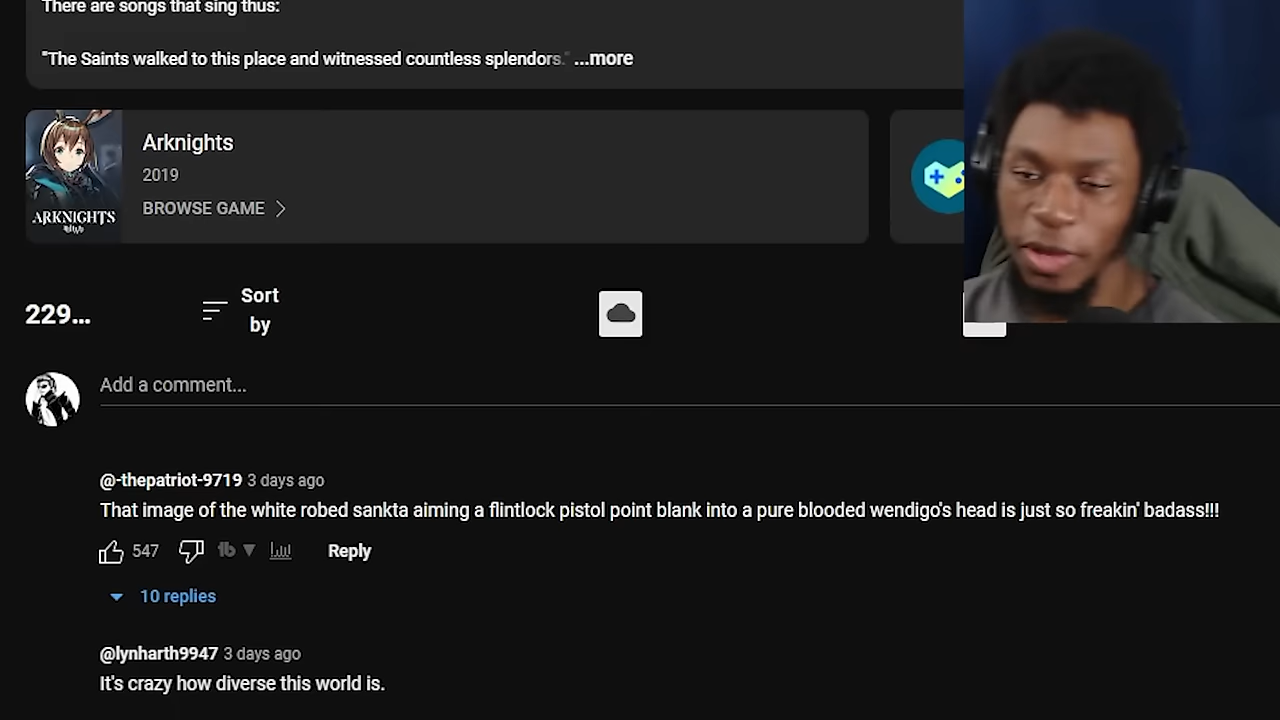 There are songs that sing thus:
"The Saints walked to this place and witnessed countless splendors." ...more
Arknights
2019
BROWSE GAME
ARKNIGHTS
229...
Sort
by
Add a comment...
@-thepatriot-9719 3 days ago
That image of the white robed sankta aiming a flintlock pistol point blank into a pure blooded wendigo's head is just so freakin' badass!!!
547
Reply
10 replies
@lynharth9947 3 days ago
It's crazy how diverse this world is.